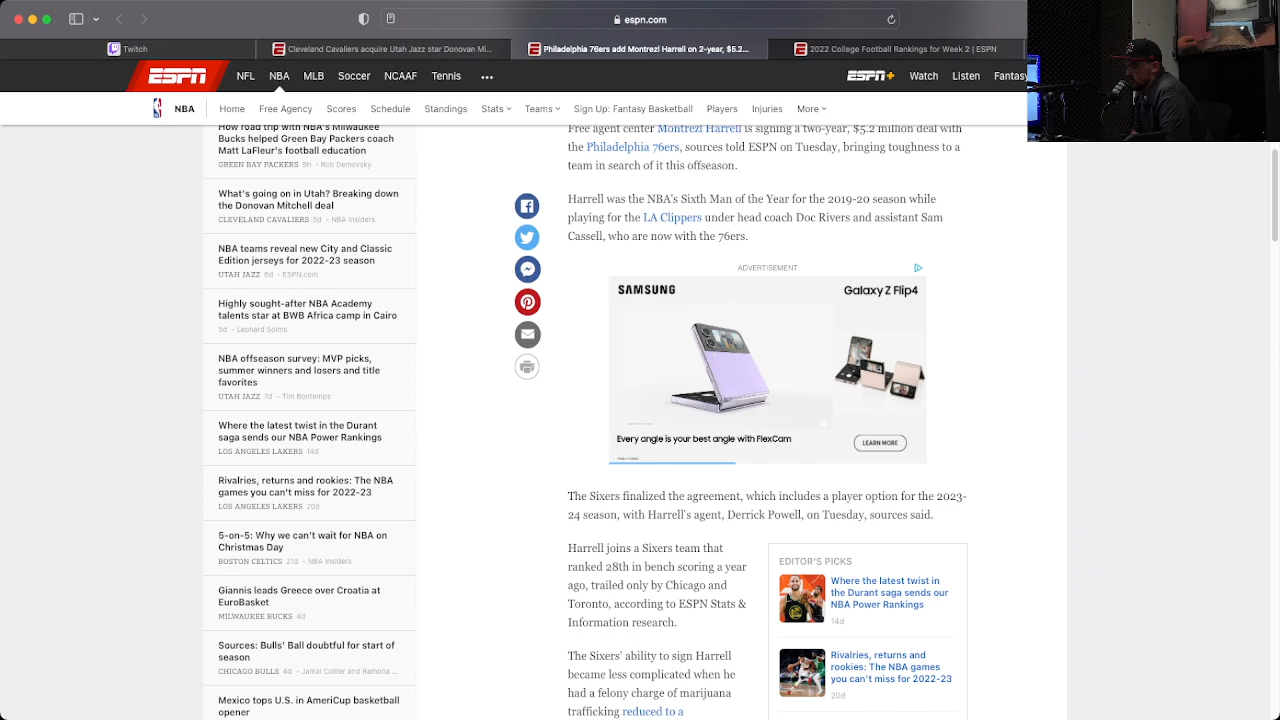 espn.com
Twitch
Cleveland Cavaliers acquire Utah Jazz star Donovan Mi...
Philadelphia 76ers add Montrezl Harrell on 2-year, $5.2...
2022 College Football Rankings for Week 2 | ESPN
ESPN NFL NBA MLB Soccer NCAAF Tennis ••• ESPN+ Watch Listen Fantas
NBA Home Free Agency Scores Schedule Standings Stats Teams Sign Up: Fantasy Basketball Players Injuries More
How road trip with NBA's Milwaukee
Bucks helped Green Bay Packers coach
Matt LaFleur's football education
GREEN BAY PACKERS 9h - Rob Demovsky
What's going on in Utah? Breaking down
the Donovan Mitchell deal
CLEVELAND CAVALIERS 5d - NBA Insiders
NBA teams reveal new City and Classic
Edition jerseys for 2022-23 season
UTAH JAZZ 6d - ESPN.com
Highly sought-after NBA Academy
talents star at BWB Africa camp in Cairo
5d - Leonard Solms
NBA offseason survey: MVP picks,
summer winners and losers and title
favorites
UTAH JAZZ 7d - Tim Bontemps
Where the latest twist in the Durant
saga sends our NBA Power Rankings
LOS ANGELES LAKERS 14d
Rivalries, returns and rookies: The NBA
games you can't miss for 2022-23
LOS ANGELES LAKERS 20d
5-on-5: Why we can't wait for NBA on
Christmas Day
BOSTON CELTICS 21d - NBA Insiders
Giannis leads Greece over Croatia at
EuroBasket
MILWAUKEE BUCKS 4d
Sources: Bulls' Ball doubtful for start of
season
CHICAGO BULLS 4d - Jamal Collier and Ramona ...
Mexico tops U.S. in AmeriCup basketball
opener
Free agent center Montrezl Harrell is signing a two-year, $5.2 million deal with
the Philadelphia 76ers, sources told ESPN on Tuesday, bringing toughness to a
team in search of it this offseason.
Harrell was the NBA's Sixth Man of the Year for the 2019-20 season while
playing for the LA Clippers under head coach Doc Rivers and assistant Sam
Cassell, who are now with the 76ers.
ADVERTISEMENT
SAMSUNG
Galaxy Z Flip4
Every angle is your best angle with FlexCam
LEARN MORE
The Sixers finalized the agreement, which includes a player option for the 2023-
24 season, with Harrell's agent, Derrick Powell, on Tuesday, sources said.
Harrell joins a Sixers team that
ranked 28th in bench scoring a year
ago, trailed only by Chicago and
Toronto, according to ESPN Stats &
Information research.
The Sixers' ability to sign Harrell
became less complicated when he
had a felony charge of marijuana
trafficking reduced to a
EDITOR'S PICKS
Where the latest twist in
the Durant saga sends our
NBA Power Rankings
14d
Rivalries, returns and
rookies: The NBA games
you can't miss for 2022-23
20d